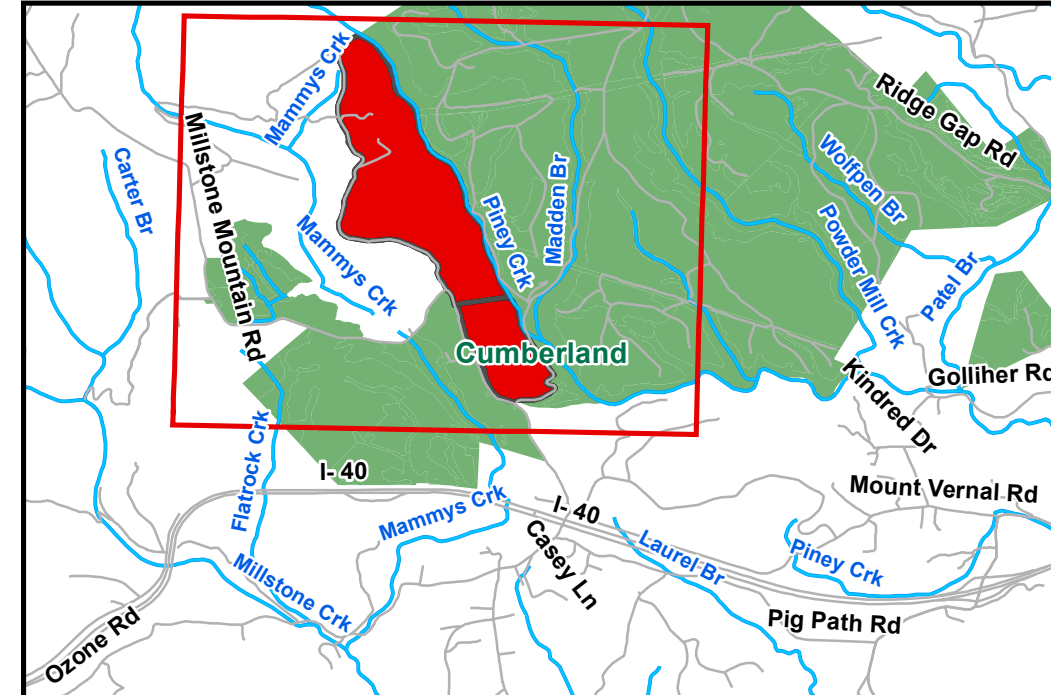 Mammys Crk
Ridge Gap Rd
Millstone Mountain Rd
Carter Br
Wolfpen Br
Madden Br
Piney Crk
Mammys Crk
Powder Mill Crk
Patel Br
Cumberland
Kindred Dr
Golliher Rd
Flatrock Crk
I- 40
Mount Vernal Rd
Mammys Crk
I- 40
Casey Ln
Laurel Br
Piney Crk
Millstone Crk
Pig Path Rd
Ozone Rd